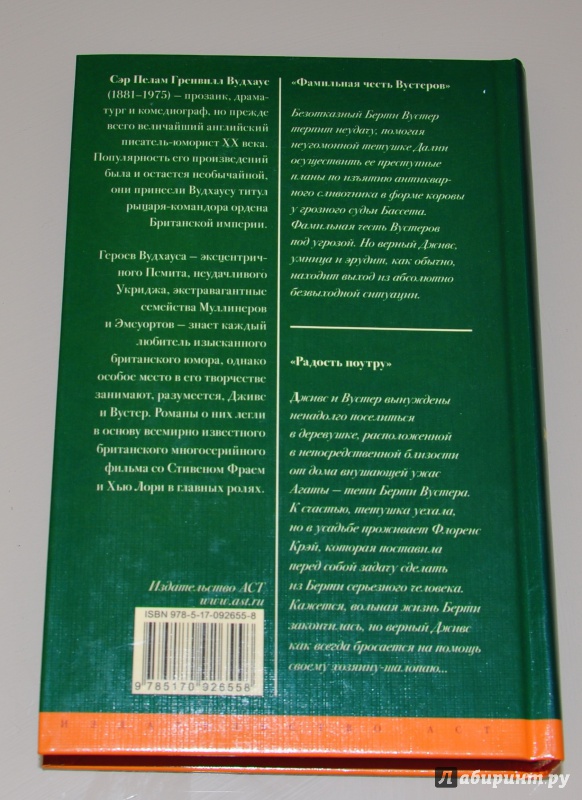 Сэр Пелам Гренвилл Вудхаус
(1881–1975) – прозаик, драма-
тург и комедиограф, но прежде
всего величайший английский
писатель-юморист XX века.
Популярность его произведений
была и остается необычайной,
они принесли Вудхаусу титул
рыцаря-командора ордена
Британской империи.
Героев Вудхауса – эксцентрич-
ного Псмита, неудачливого
Укриджа, экстравагантные
семейства Муллинеров
и Эмсуортов – знает каждый
любитель изысканного
британского юмора, однако
особое место в его творчестве
занимают, разумеется, Дживс
и Вустер. Романы о них легли
в основу всемирно известного
британского многосерийного
фильма со Стивеном Фраем
и Хью Лори в главных ролях.
Издательство АСТ
www.ast.ru
ISBN 978-5-17-092655-8
9 785170 926558
«Фамильная честь Вустеров»
Безотказный Берти Вустер
терпит неудачу, помогая
неугомонной тетушке Далии
осуществить ее преступные
планы по изъятию антиквар-
ного сливочника в форме коровы
у грозного судьи Бассета.
Фамильная честь Вустеров
под угрозой. Но верный Дживс,
умница и эрудит, как обычно,
находит выход из абсолютно
безвыходной ситуации.
«Радость поутру»
Дживс и Вустер вынуждены
ненадолго поселиться
в деревушке, расположенной
в непосредственной близости
от дома внушающей ужас
Агаты – тети Берти Вустера.
К счастью, тетушка уехала,
но в усадьбе проживает Флоренс
Крэй, которая поставила
перед собой задачу сделать
из Берти серьезного человека.
Кажется, вольная жизнь Берти
закончилась, но верный Дживс
как всегда бросается на помощь
своему хозяину-шалопаю...
ИЗДАТЕЛЬСТВО АСТ
Лабиринт.ру